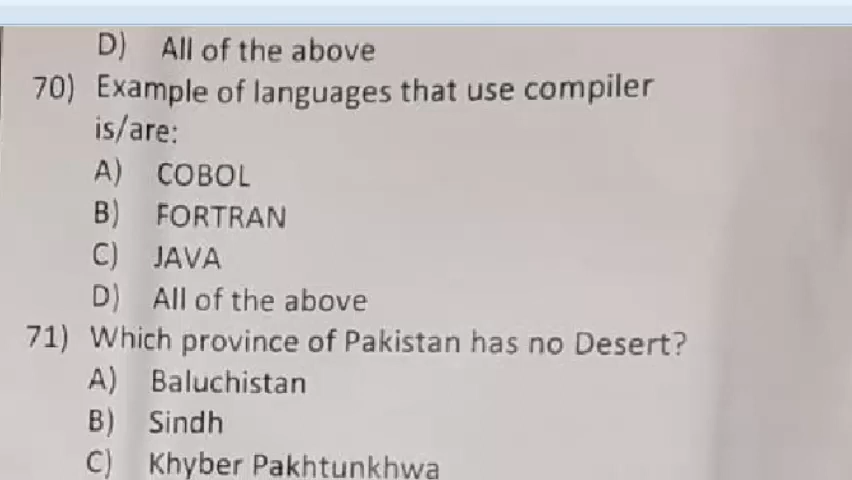 D) All of the above
70) Example of languages that use compiler
is/are:
A) COBOL
B) FORTRAN
C) JAVA
D) All of the above
71) Which province of Pakistan has no Desert?
A) Baluchistan
B) Sindh
C) Khyber Pakhtunkhwa